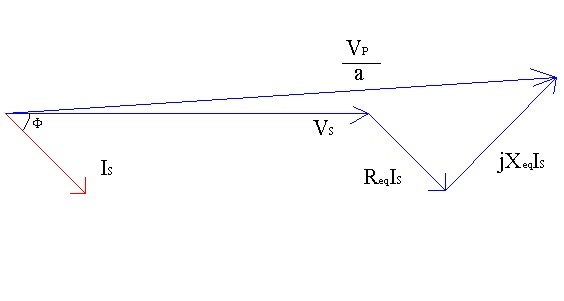 V_P
a
Φ
V_S
I_S
R_eqI_S
jX_eqI_S